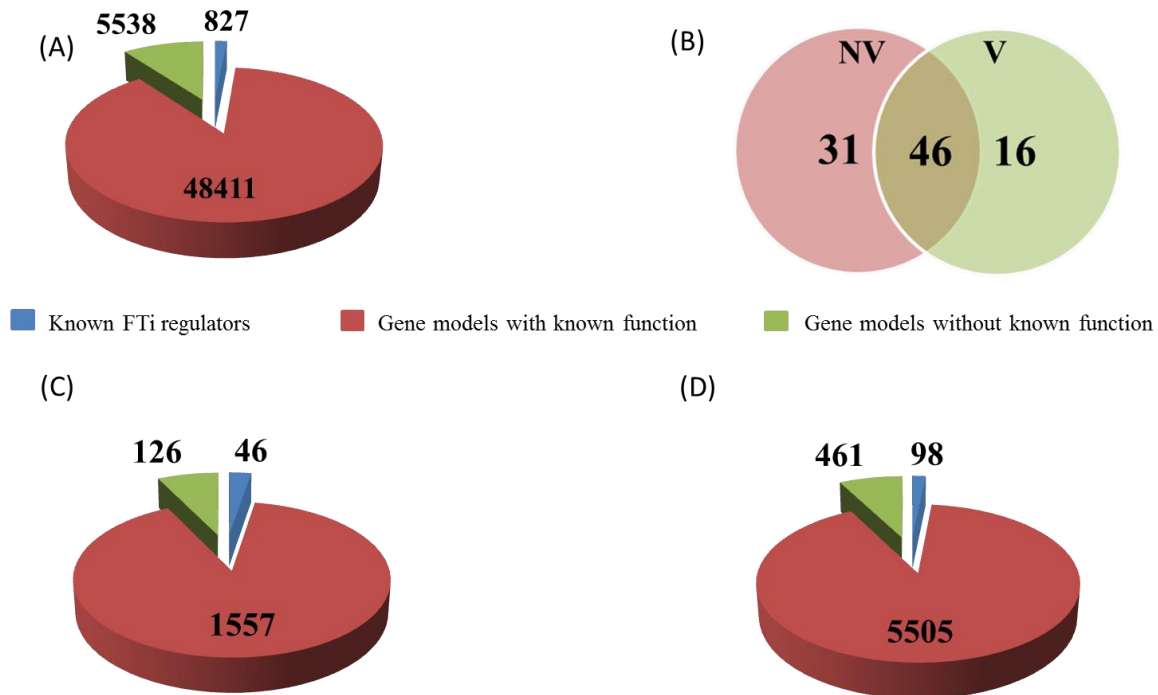 (A)
5538
827
48411
(B)
NV
V
31
46
16
Known FTi regulators
Gene models with known function
Gene models without known function
(C)
126
46
1557
(D)
461
98
5505